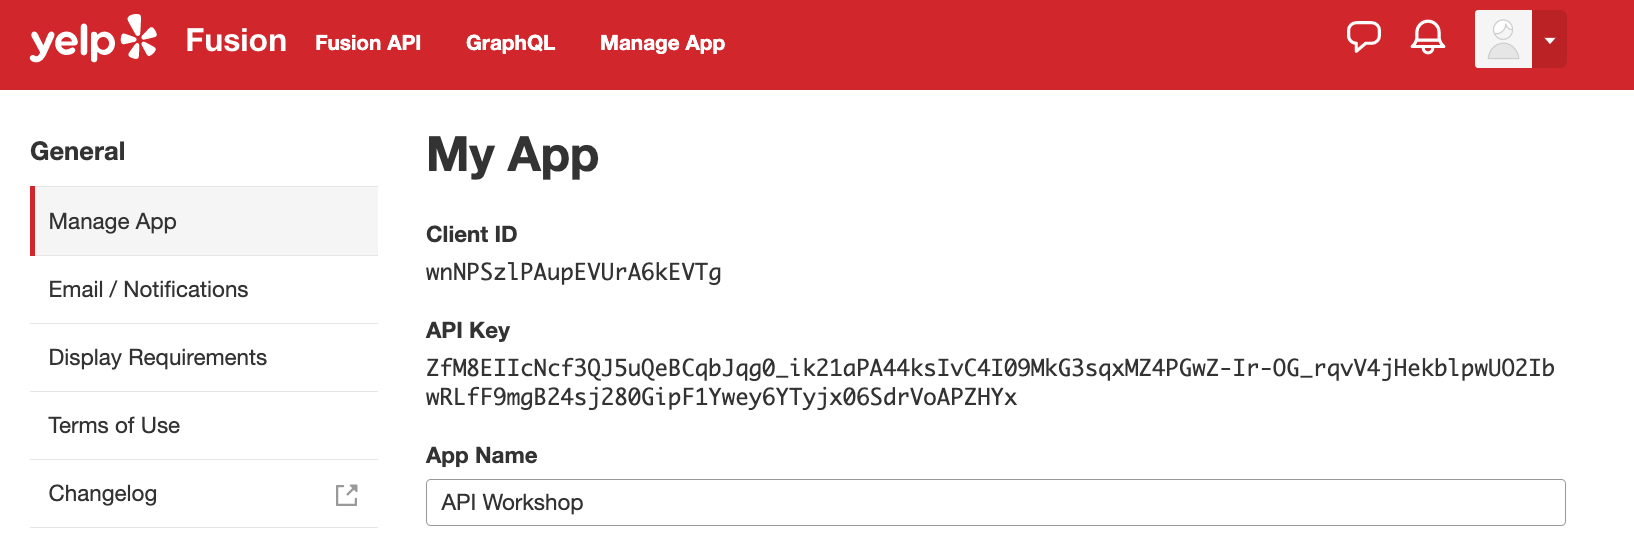 yelp Fusion Fusion API GraphQL Manage App
General
Manage App
Email / Notifications
Display Requirements
Terms of Use
Changelog
My App
Client ID
wnNPSzlPAupEVUrA6kEVTg
API Key
ZfM8EIIcNcf3QJ5uQeBCqbJqg0_ik21aPA44ksIvC4I09MkG3sqxMZ4PGwZ-Ir-OG_rqvV4jHekblpwUO2Ib
wRLfF9mgB24sj280GipF1Ywey6YTyjx06SdrVoAPZHYx
App Name
API Workshop